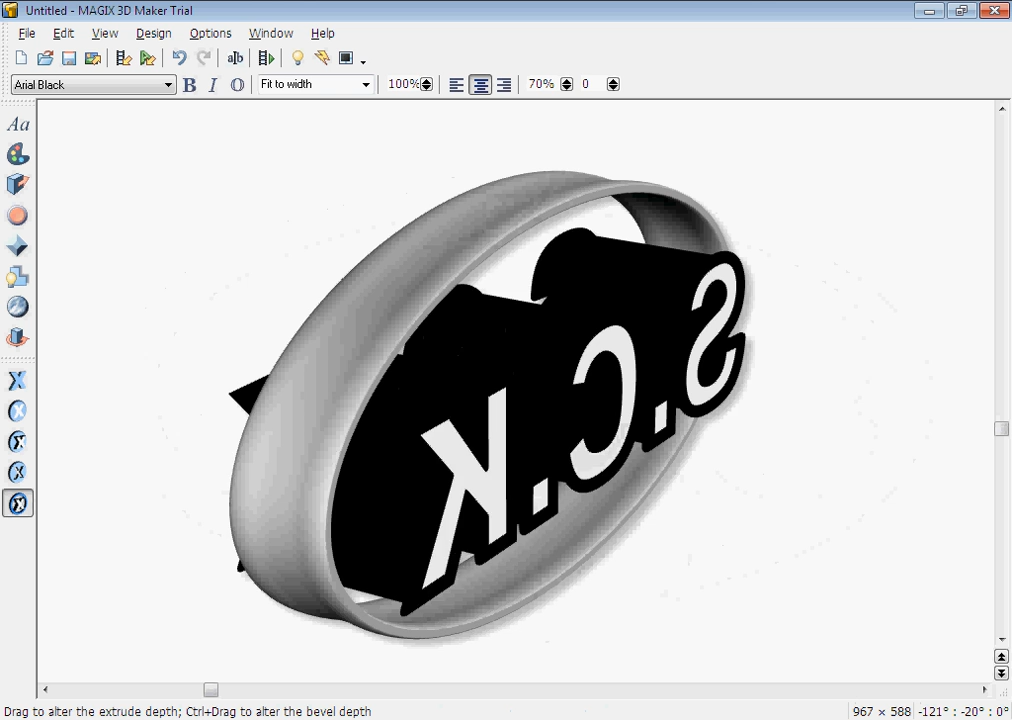 Untitled - MAGIX 3D Maker Trial
File Edit View Design Options Window Help
Arial Black B I O Fit to width 100% 70% 0
Aa
S.C.K
Drag to alter the extrude depth; Ctrl+Drag to alter the bevel depth 967 × 588 -121° : -20° : 0°